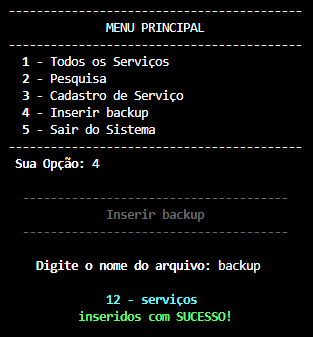 ------------------------------------------
MENU PRINCIPAL
------------------------------------------
1 - Todos os Serviços
2 - Pesquisa
3 - Cadastro de Serviço
4 - Inserir backup
5 - Sair do Sistema
------------------------------------------
Sua Opção: 4
--------------------------------------
Inserir backup
--------------------------------------
Digite o nome do arquivo: backup
12 - serviços
inseridos com SUCESSO!